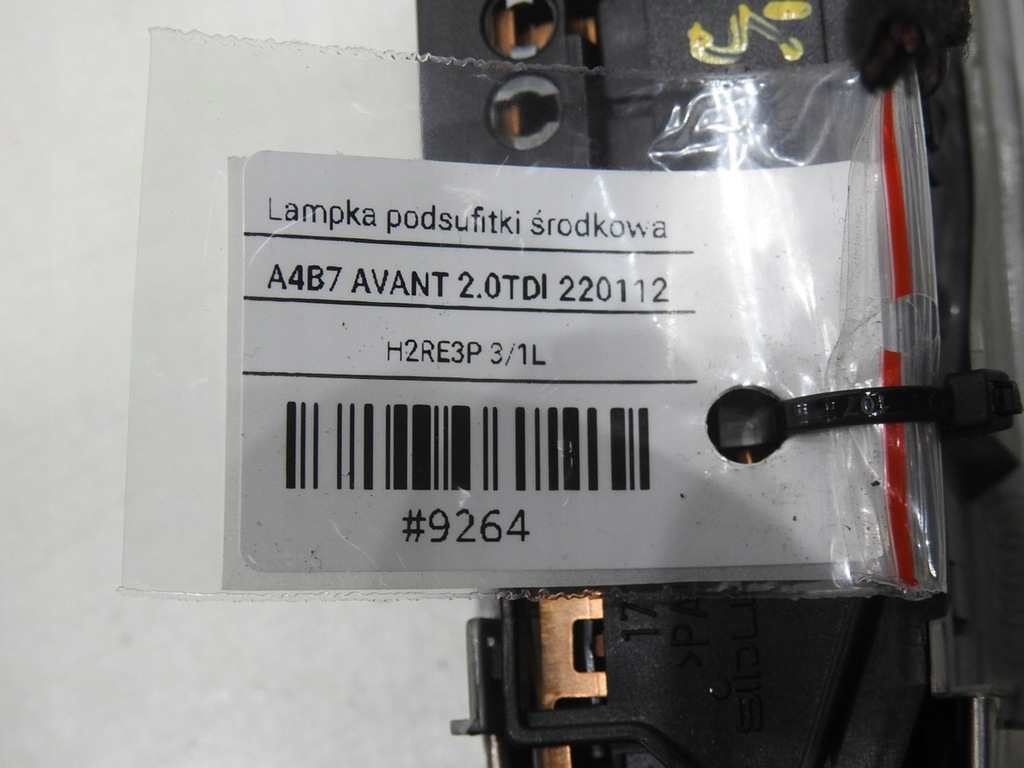 Lampka podsufitki środkowa
A4B7 AVANT 2.0TDI 220112
H2RE3P 3/1L
#9264